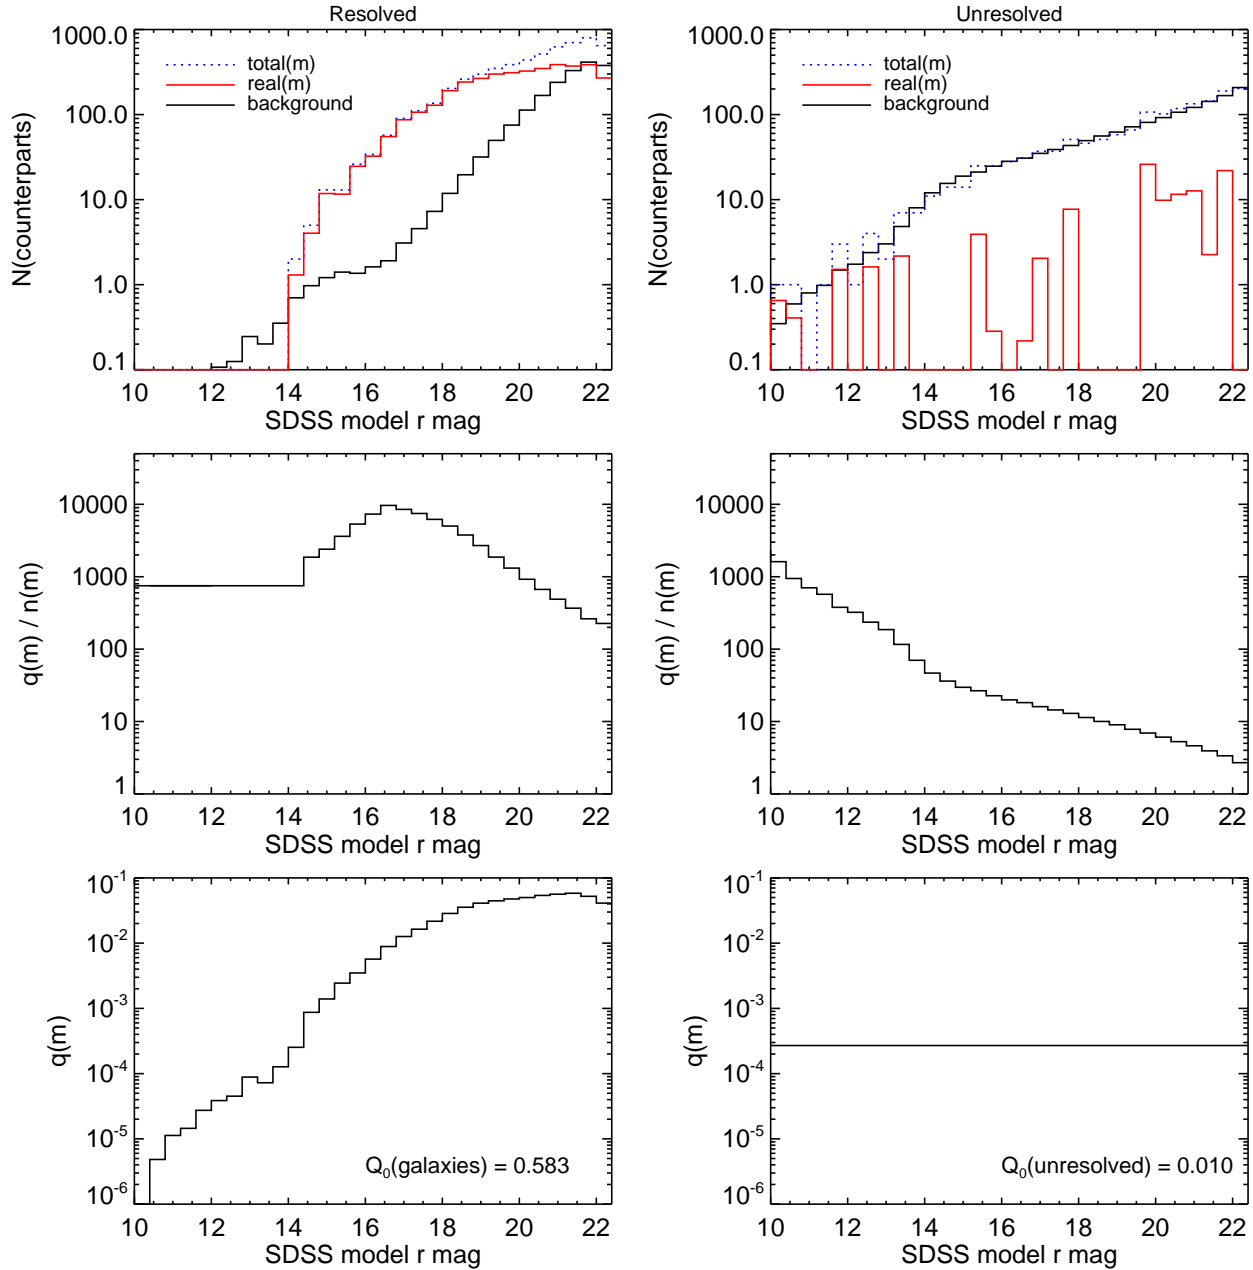 Resolved
1000.0
100.0
10.0
1.0
0.1
N(counterparts)
total(m)
real(m)
background
10 12 14 16 18 20 22
SDSS model r mag
Unresolved
1000.0
100.0
10.0
1.0
0.1
N(counterparts)
total(m)
real(m)
background
10 12 14 16 18 20 22
SDSS model r mag
10000
1000
100
10
1
q(m) / n(m)
10 12 14 16 18 20 22
SDSS model r mag
10000
1000
100
10
1
q(m) / n(m)
10 12 14 16 18 20 22
SDSS model r mag
10⁻¹
10⁻²
10⁻³
10⁻⁴
10⁻⁵
10⁻⁶
q(m)
Q₀(galaxies) = 0.583
10 12 14 16 18 20 22
SDSS model r mag
10⁻¹
10⁻²
10⁻³
10⁻⁴
10⁻⁵
10⁻⁶
q(m)
Q₀(unresolved) = 0.010
10 12 14 16 18 20 22
SDSS model r mag